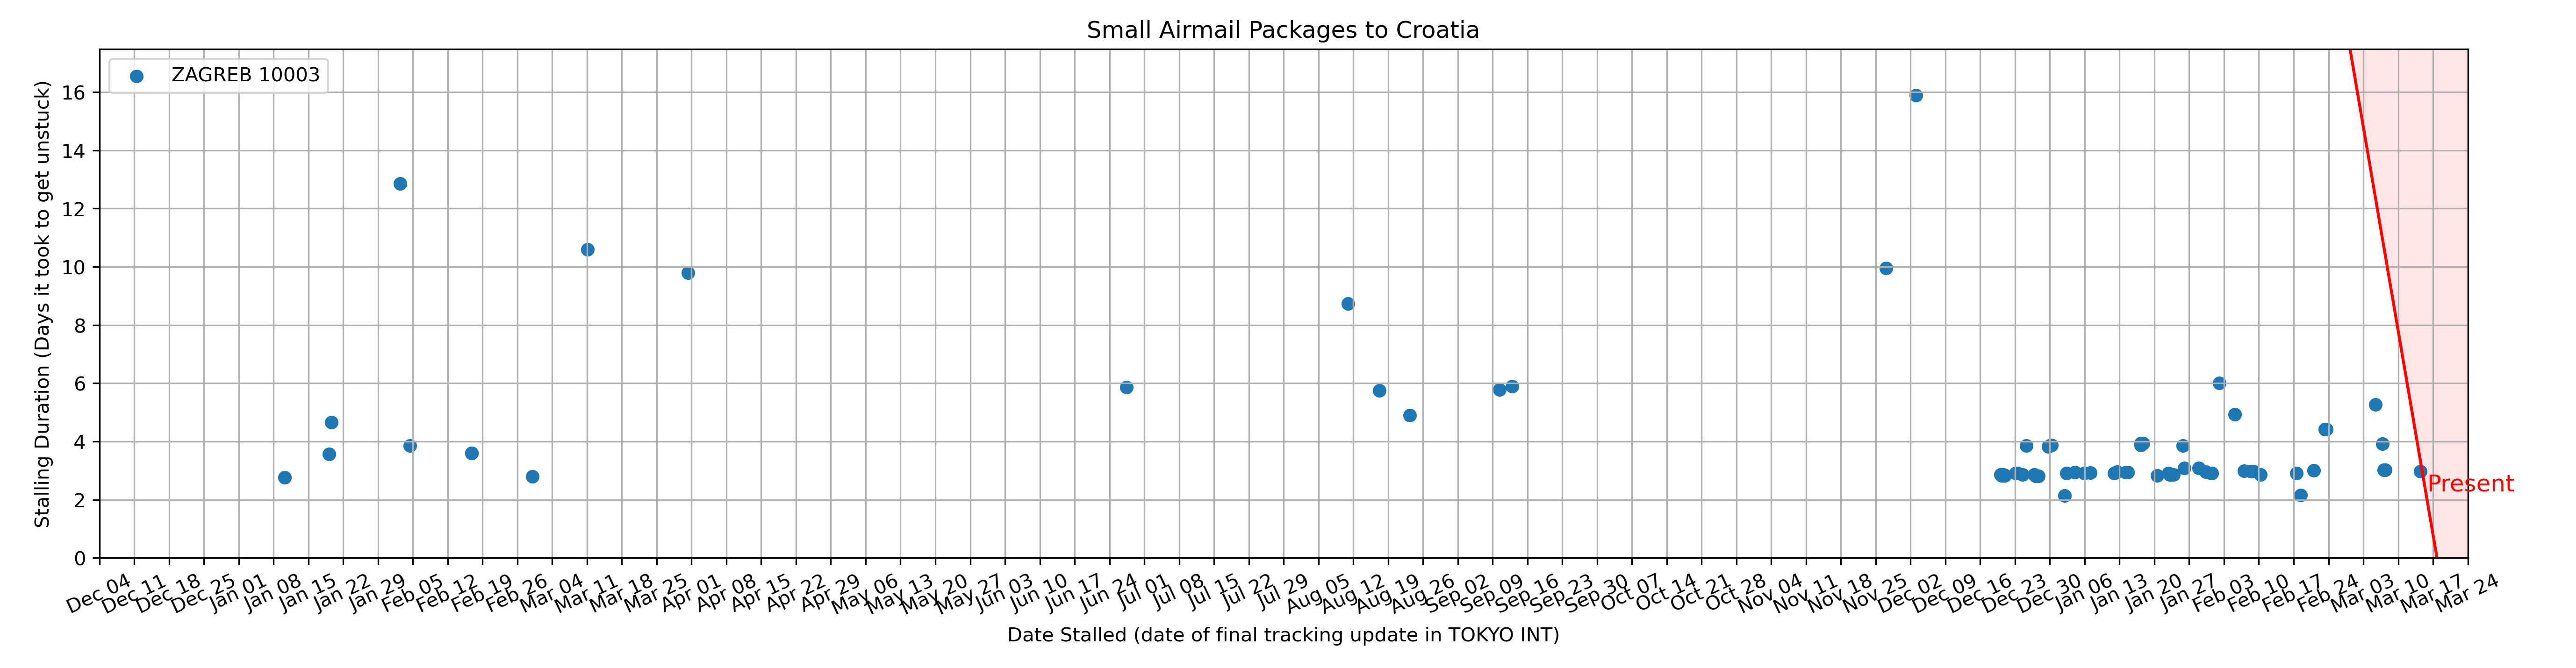 Small Airmail Packages to Croatia
ZAGREB 10003
Stalling Duration (Days it took to get unstuck)
16
14
12
10
8
6
4
2
0
Present
Dec 04 Dec 11 Dec 18 Dec 25 Jan 01 Jan 08 Jan 15 Jan 22 Jan 29 Feb 05 Feb 12 Feb 19 Feb 26 Mar 04 Mar 11 Mar 18 Mar 25 Apr 01 Apr 08 Apr 15 Apr 22 Apr 29 May 06 May 13 May 20 May 27 Jun 03 Jun 10 Jun 17 Jun 24 Jul 01 Jul 08 Jul 15 Jul 22 Jul 29 Aug 05 Aug 12 Aug 19 Aug 26 Sep 02 Sep 09 Sep 16 Sep 23 Sep 30 Oct 07 Oct 14 Oct 21 Oct 28 Nov 04 Nov 11 Nov 18 Nov 25 Dec 02 Dec 09 Dec 16 Dec 23 Dec 30 Jan 06 Jan 13 Jan 20 Jan 27 Feb 03 Feb 10 Feb 17 Feb 24 Mar 03 Mar 10 Mar 17 Mar 24
Date Stalled (date of final tracking update in TOKYO INT)